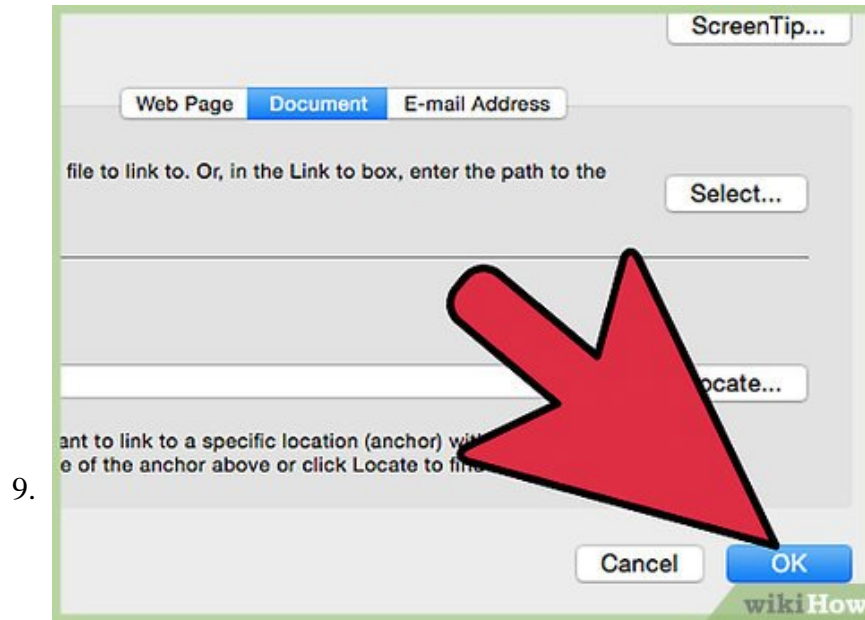 ScreenTip...
Web Page Document E-mail Address
file to link to. Or, in the Link to box, enter the path to the
Select...
ocate...
ant to link to a specific location (anchor)
e of the anchor above or click Locate to
9.
Cancel OK
wikiHow